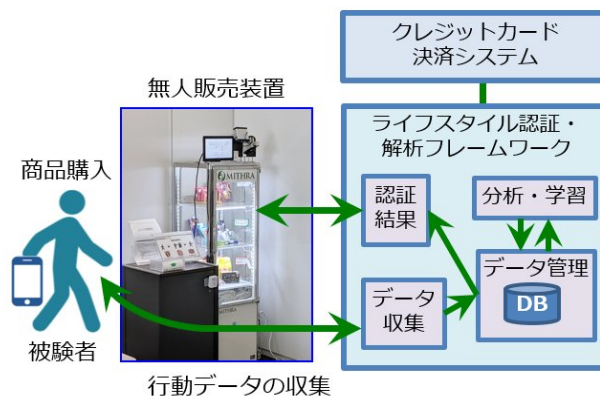 クレジットカード
決済システム
無人販売装置
ライフスタイル認証・
解析フレームワーク
商品購入
MITHRA
認証
結果
分析・学習
データ管理
DB
データ
収集
被験者
行動データの収集